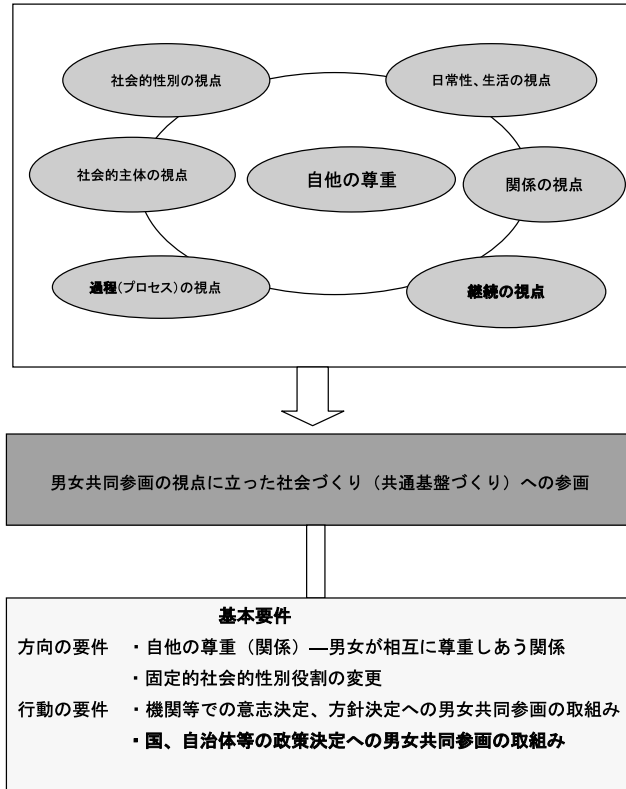 社会的性別の視点
日常性、生活の視点
社会的主体の視点
自他の尊重
関係の視点
過程(プロセス)の視点
継続の視点
男女共同参画の視点に立った社会づくり（共通基盤づくり）への参画
基本要件
方向の要件 ・自他の尊重（関係）―男女が相互に尊重しあう関係
・固定的社会的性別役割の変更
行動の要件 ・機関等での意志決定、方針決定への男女共同参画の取組み
・国、自治体等の政策決定への男女共同参画の取組み